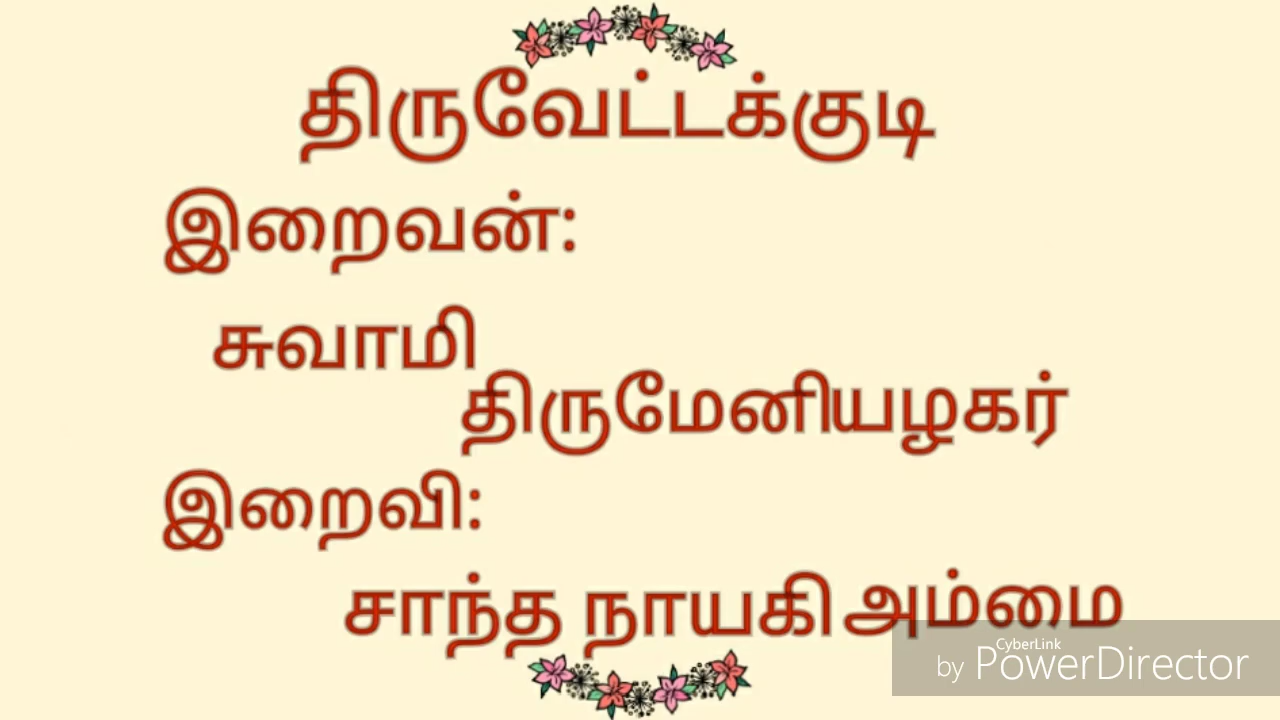 திருவேட்டக்குடி
இறைவன்:
சுவாமி
திருமேனியழகர்
இறைவி:
சாந்த நாயகி அம்மை
CyberLink
by PowerDirector